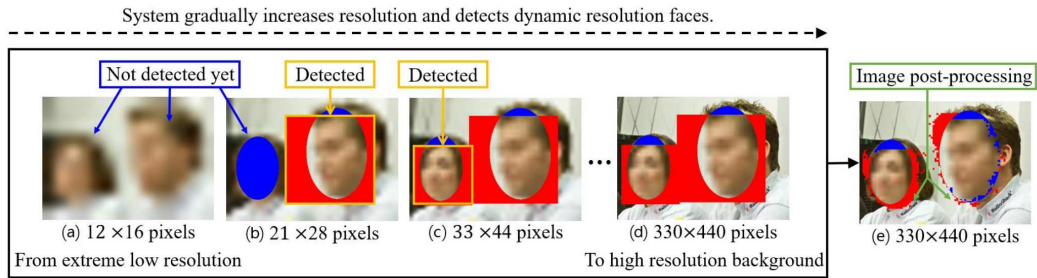 System gradually increases resolution and detects dynamic resolution faces.
Not detected yet
Detected
Detected
Image post-processing
...
(a) 12 ×16 pixels
(b) 21 ×28 pixels
(c) 33 ×44 pixels
(d) 330×440 pixels
(e) 330×440 pixels
From extreme low resolution
To high resolution background